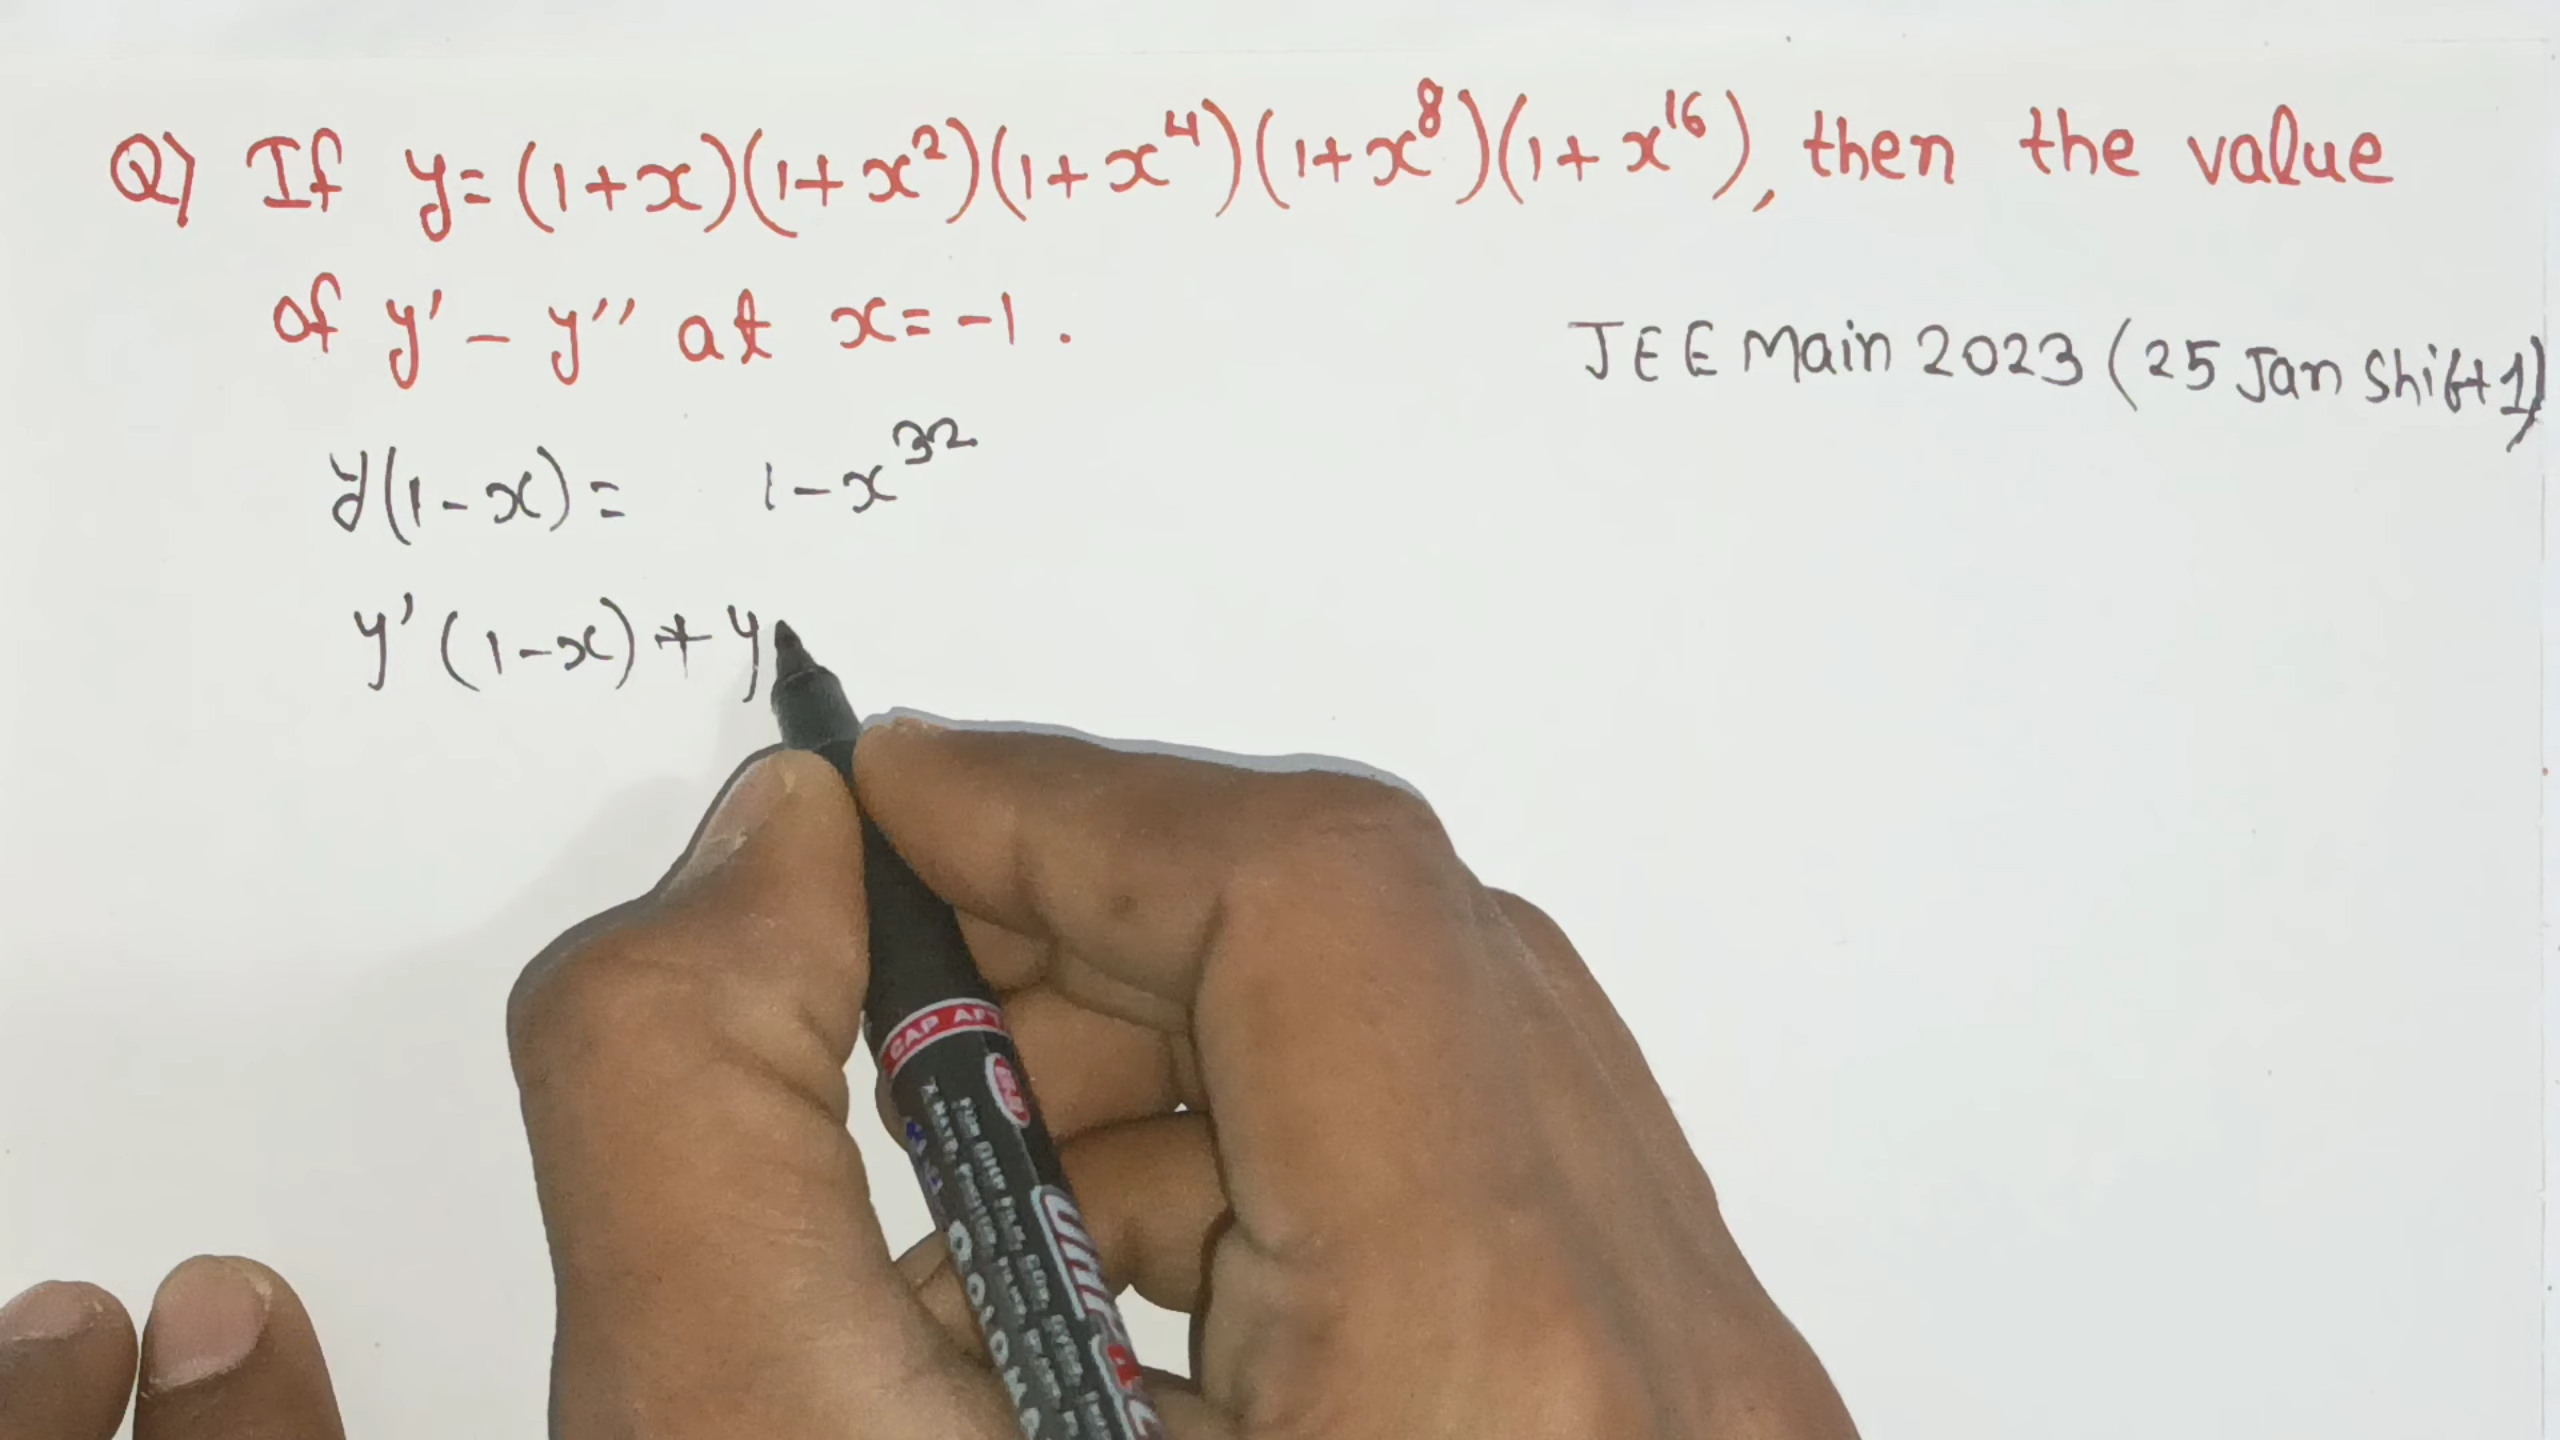 Q) If y=(1+x)(1+x²)(1+x⁴)(1+x⁸)(1+x¹⁶), then the value
of y' - y'' at x=-1.
JEE Main 2023 (25 Jan Shift 1)
y(1-x)= 1-x³²
y'(1-x)+y
CAP